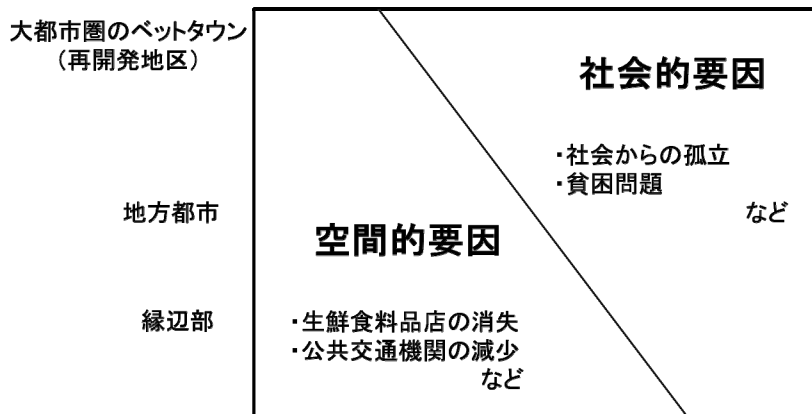 大都市圏のベットタウン
（再開発地区）
社会的要因
・社会からの孤立
・貧困問題
など
地方都市
空間的要因
縁辺部
・生鮮食料品店の消失
・公共交通機関の減少
など